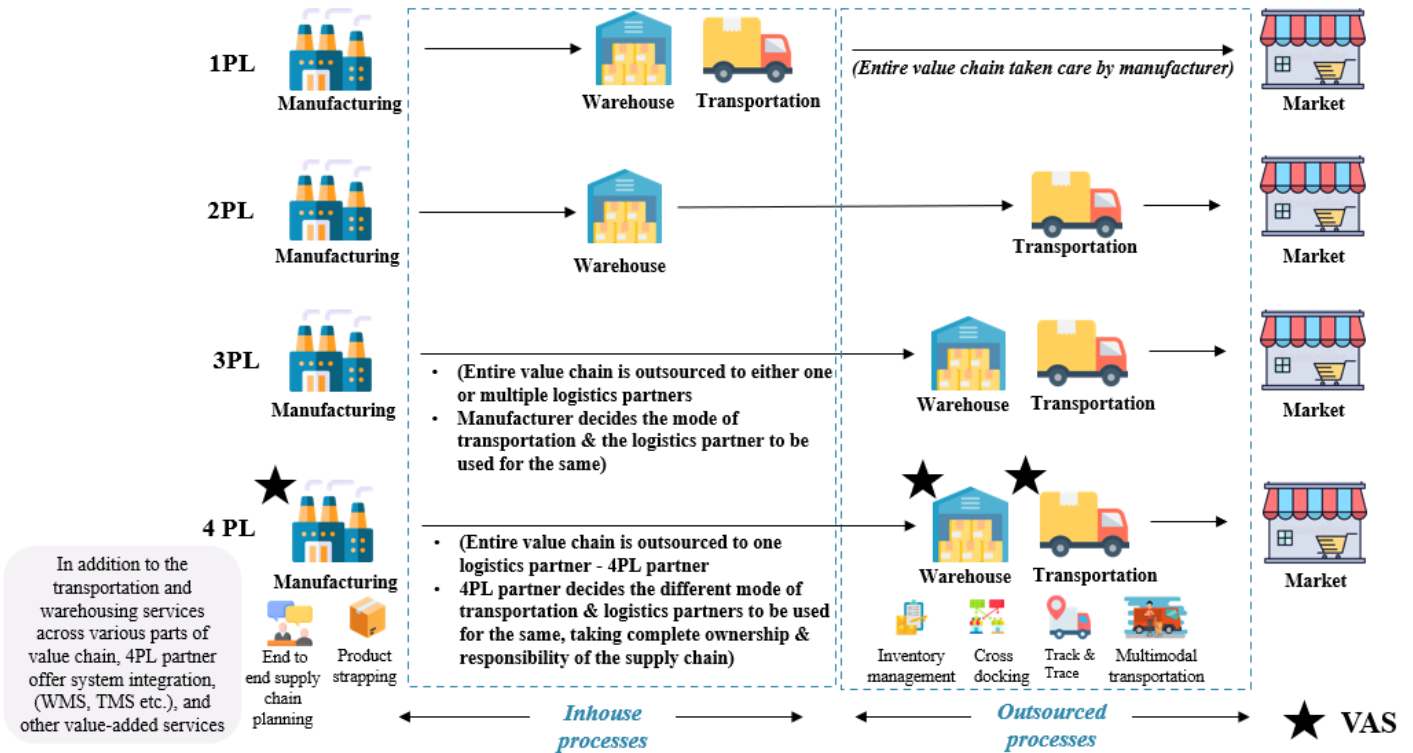 1PL
Manufacturing
Warehouse
Transportation
(Entire value chain taken care by manufacturer)
Market
2PL
Manufacturing
Warehouse
Transportation
Market
3PL
Manufacturing
• (Entire value chain is outsourced to either one
or multiple logistics partners
• Manufacturer decides the mode of
transportation & the logistics partner to be
used for the same)
Warehouse
Transportation
Market
4 PL
Manufacturing
• (Entire value chain is outsourced to one
logistics partner - 4PL partner
• 4PL partner decides the different mode of
transportation & logistics partners to be used
for the same, taking complete ownership &
responsibility of the supply chain)
Warehouse
Transportation
Market
In addition to the
transportation and
warehousing services
across various parts of
value chain, 4PL partner
offer system integration,
(WMS, TMS etc.), and
other value-added services
End to
end supply
chain
planning
Product
strapping
Inventory
management
Cross
docking
Track &
Trace
Multimodal
transportation
Inhouse
processes
Outsourced
processes
VAS